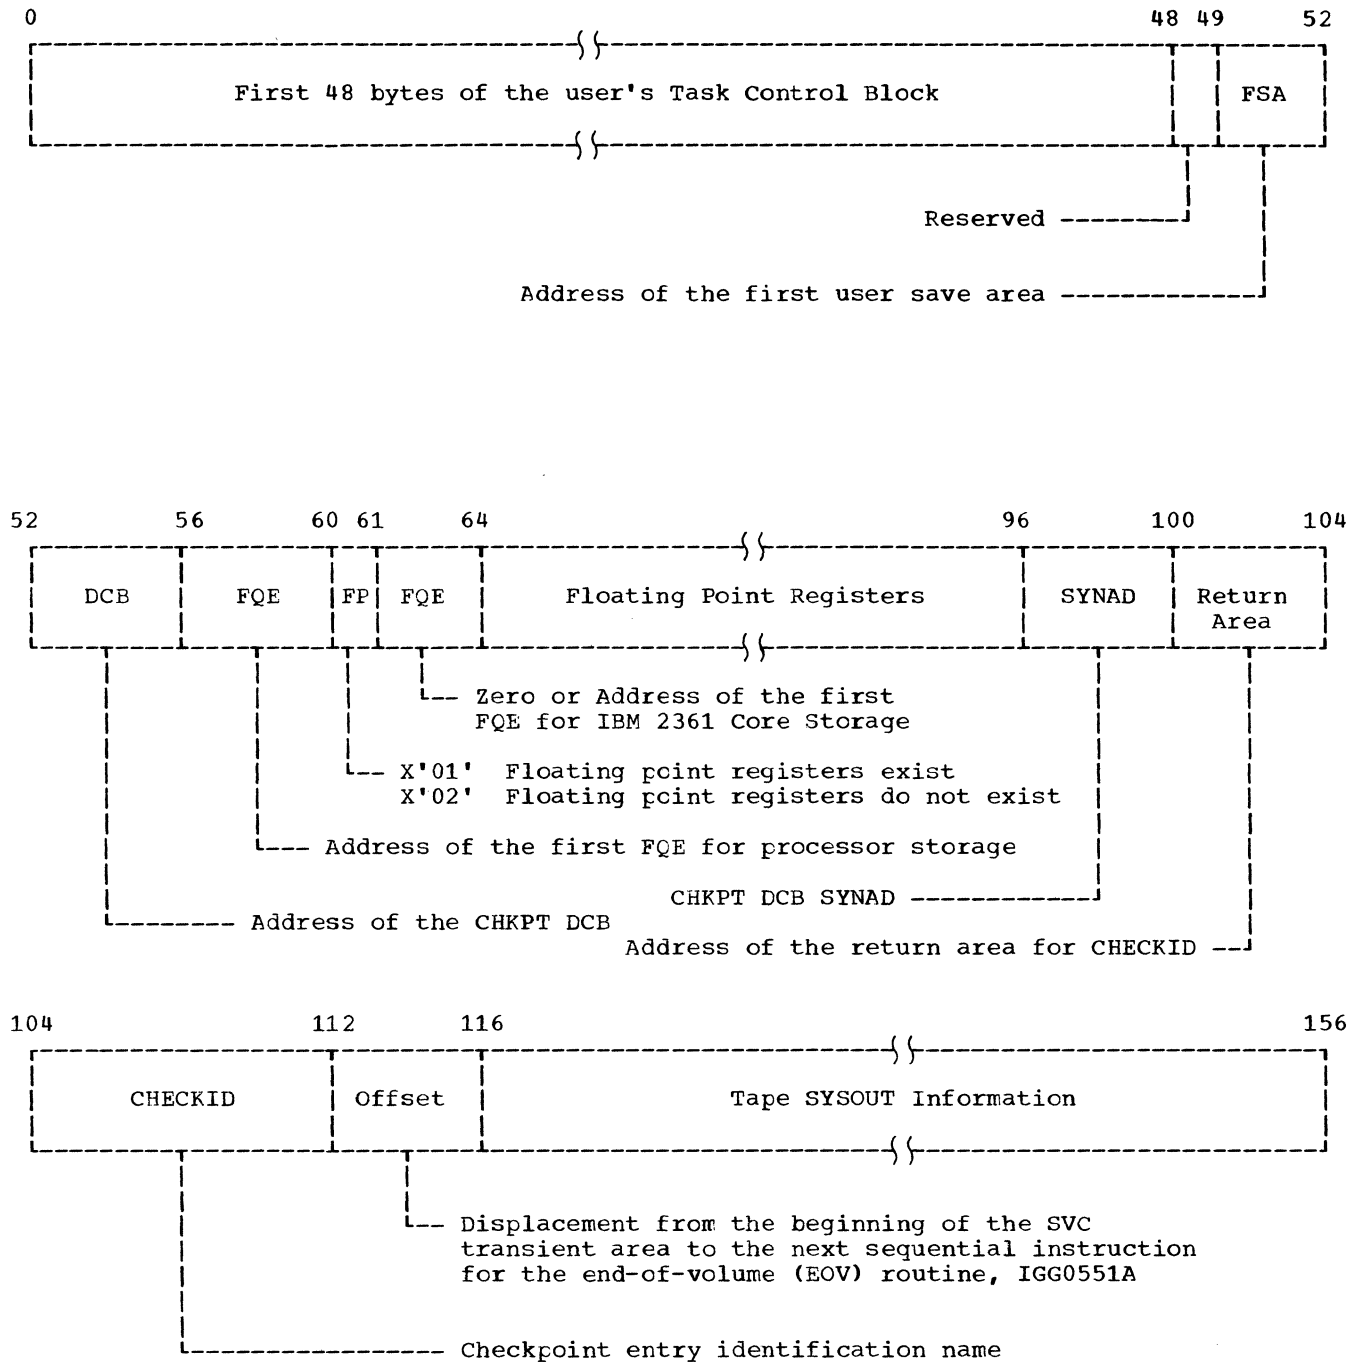 0 48 49 52
First 48 bytes of the user's Task Control Block FSA
Reserved
Address of the first user save area
52 56 60 61 64 96 100 104
DCB FQE FP FQE Floating Point Registers SYNAD Return
Area
Zero or Address of the first
FQE for IBM 2361 Core Storage
X'01' Floating point registers exist
X'02' Floating point registers do not exist
Address of the first FQE for processor storage
CHKPT DCB SYNAD
Address of the CHKPT DCB
Address of the return area for CHECKID
104 112 116 156
CHECKID Offset Tape SYSOUT Information
Displacement from the beginning of the SVC
transient area to the next sequential instruction
for the end-of-volume (EOV) routine, IGG0551A
Checkpoint entry identification name